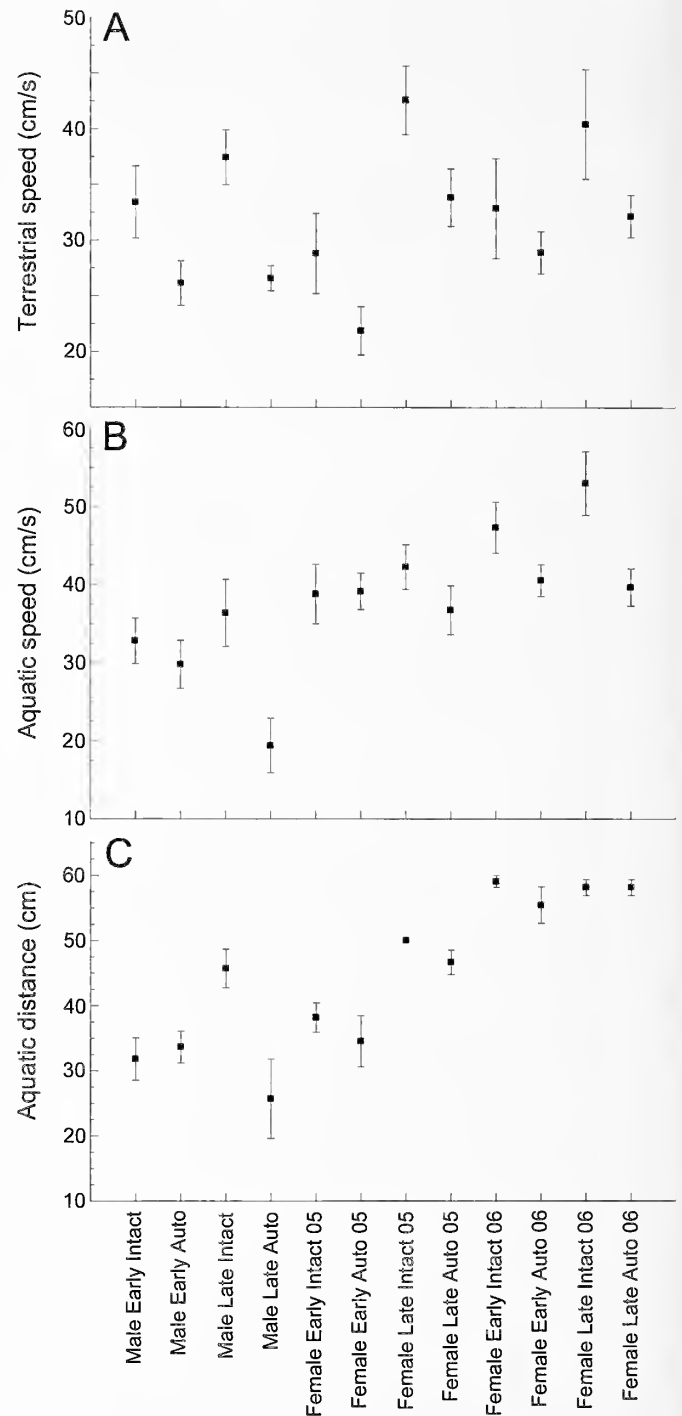 A
Terrestrial speed (cm/s)
50
40
30
20
B
Aquatic speed (cm/s)
60
50
40
30
20
10
C
Aquatic distance (cm)
60
50
40
30
20
10
Male Early Intact
Male Early Auto
Male Late Intact
Male Late Auto
Female Early Intact 05
Female Early Auto 05
Female Late Intact 05
Female Late Auto 05
Female Early Intact 06
Female Early Auto 06
Female Late Intact 06
Female Late Auto 06